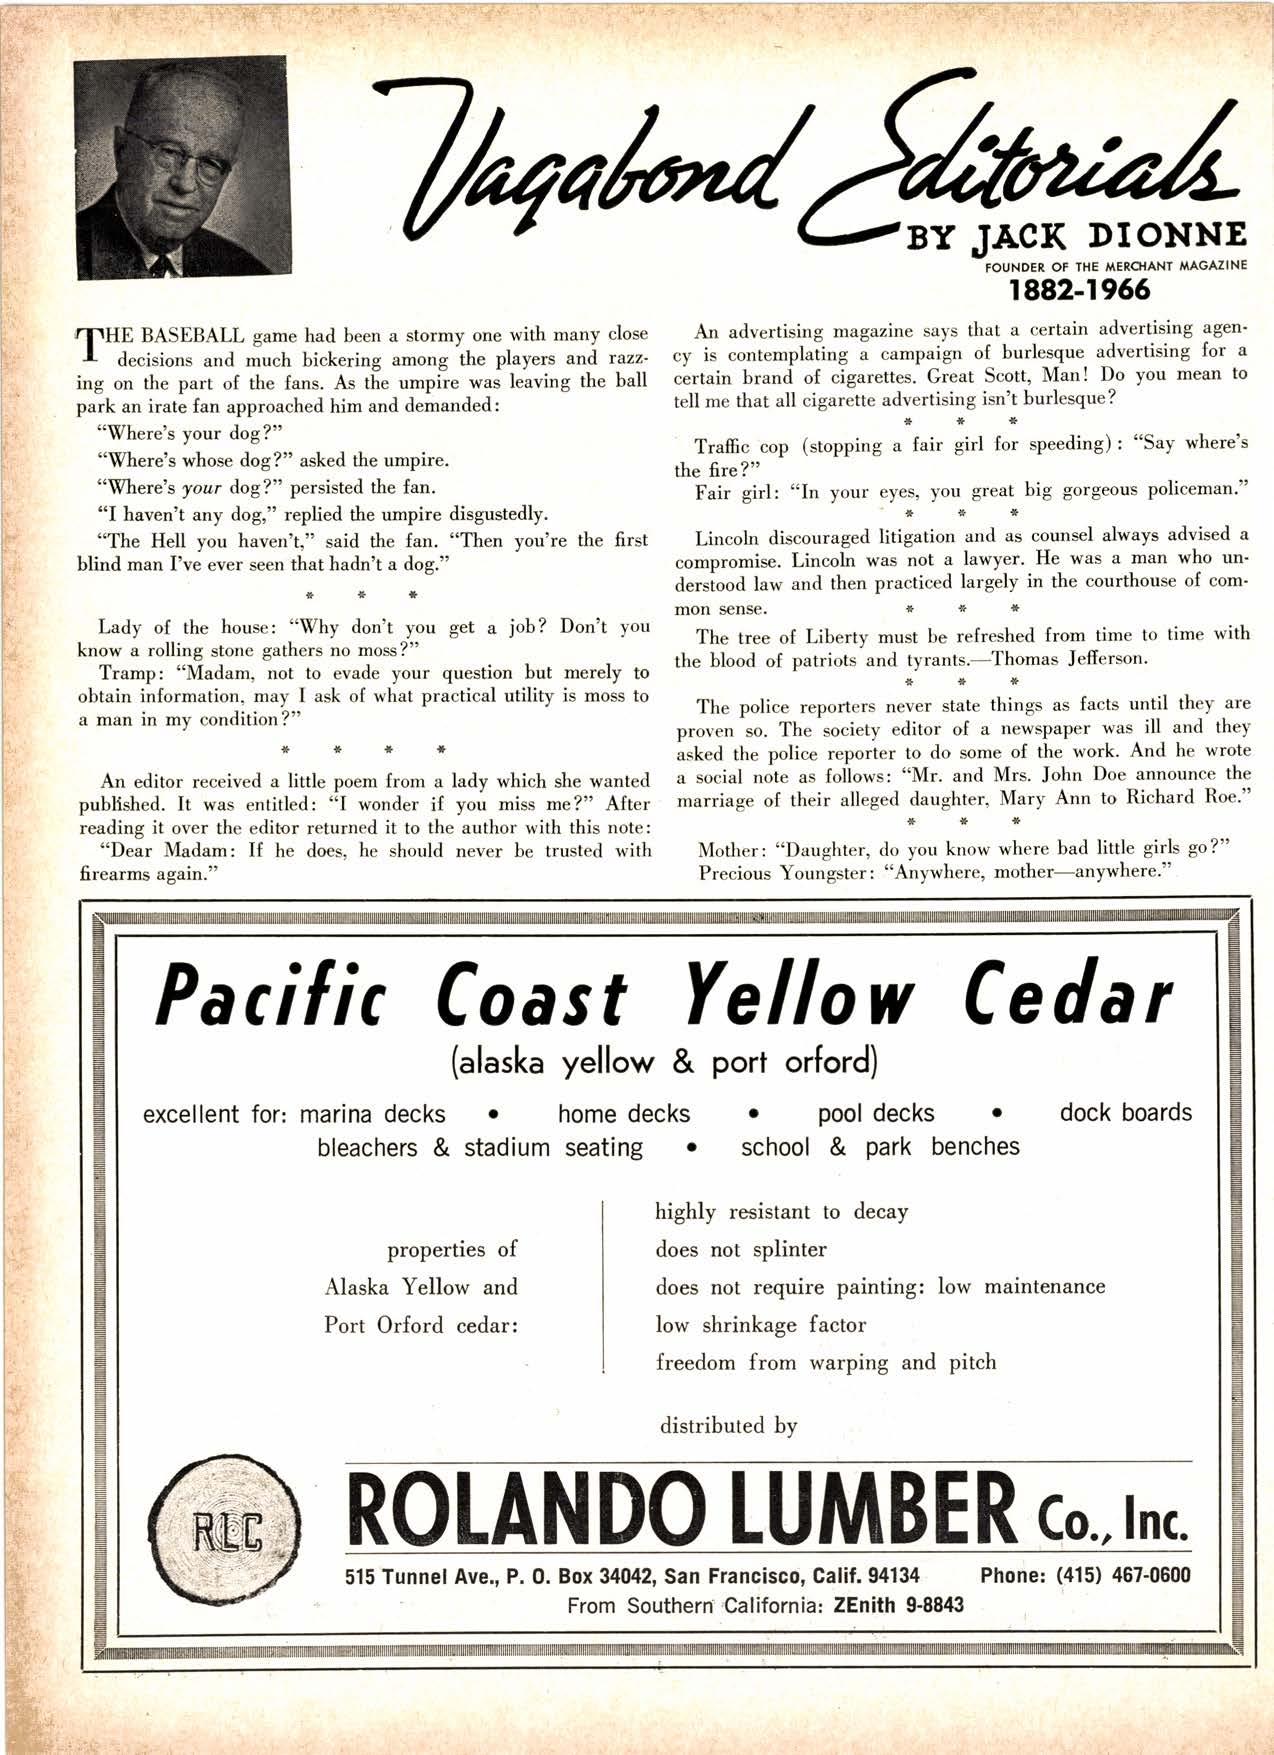 Vagabond Editorials
BY JACK DIONNE
FOUNDER OF THE MERCHANT MAGAZINE
1882-1966
THE BASEBALL game had been a stormy one with many close
decisions and much bickering among the players and razz-
ing on the part of the fans. As the umpire was leaving the ball
park an irate fan approached him and demanded:
"Where's your dog?"
"Where's whose dog?" asked the umpire.
"Where's your dog?" persisted the fan.
"I haven't any dog," replied the umpire disgustedly.
"The Hell you haven't," said the fan. "Then you're the first
blind man I've ever seen that hadn't a dog."
* * *
Lady of the house: "Why don't you get a job? Don't you
know a rolling stone gathers no moss?"
Tramp: "Madam, not to evade your question but merely to
obtain information, may I ask of what practical utility is moss to
a man in my condition?"
* * * *
An editor received a little poem from a lady which she wanted
published. It was entitled: "I wonder if you miss me?" After
reading it over the editor returned it to the author with this note:
"Dear Madam: If he does, he should never be trusted with
firearms again."
An advertising magazine says that a certain advertising agen-
cy is contemplating a campaign of burlesque advertising for a
certain brand of cigarettes. Great Scott, Man! Do you mean to
tell me that all cigarette advertising isn't burlesque?
* * *
Traffic cop (stopping a fair girl for speeding): "Say where's
the fire?"
Fair girl: "In your eyes, you great big gorgeous policeman."
* * *
Lincoln discouraged litigation and as counsel always advised a
compromise. Lincoln was not a lawyer. He was a man who un-
derstood law and then practiced largely in the courthouse of com-
mon sense. * * *
The tree of Liberty must be refreshed from time to time with
the blood of patriots and tyrants.—Thomas Jefferson.
* * *
The police reporters never state things as facts until they are
proven so. The society editor of a newspaper was ill and they
asked the police reporter to do some of the work. And he wrote
a social note as follows: "Mr. and Mrs. John Doe announce the
marriage of their alleged daughter, Mary Ann to Richard Roe."
* * *
Mother: "Daughter, do you know where bad little girls go?"
Precious Youngster: "Anywhere, mother—anywhere."
Pacific Coast Yellow Cedar
(alaska yellow & port orford)
excellent for: marina decks • home decks • pool decks • dock boards
bleachers & stadium seating • school & park benches
properties of
Alaska Yellow and
Port Orford cedar:
highly resistant to decay
does not splinter
does not require painting: low maintenance
low shrinkage factor
freedom from warping and pitch
distributed by
RLC
ROLANDO LUMBER Co., Inc.
515 Tunnel Ave., P. O. Box 34042, San Francisco, Calif. 94134 Phone: (415) 467-0600
From Southern California: ZEnith 9-8843